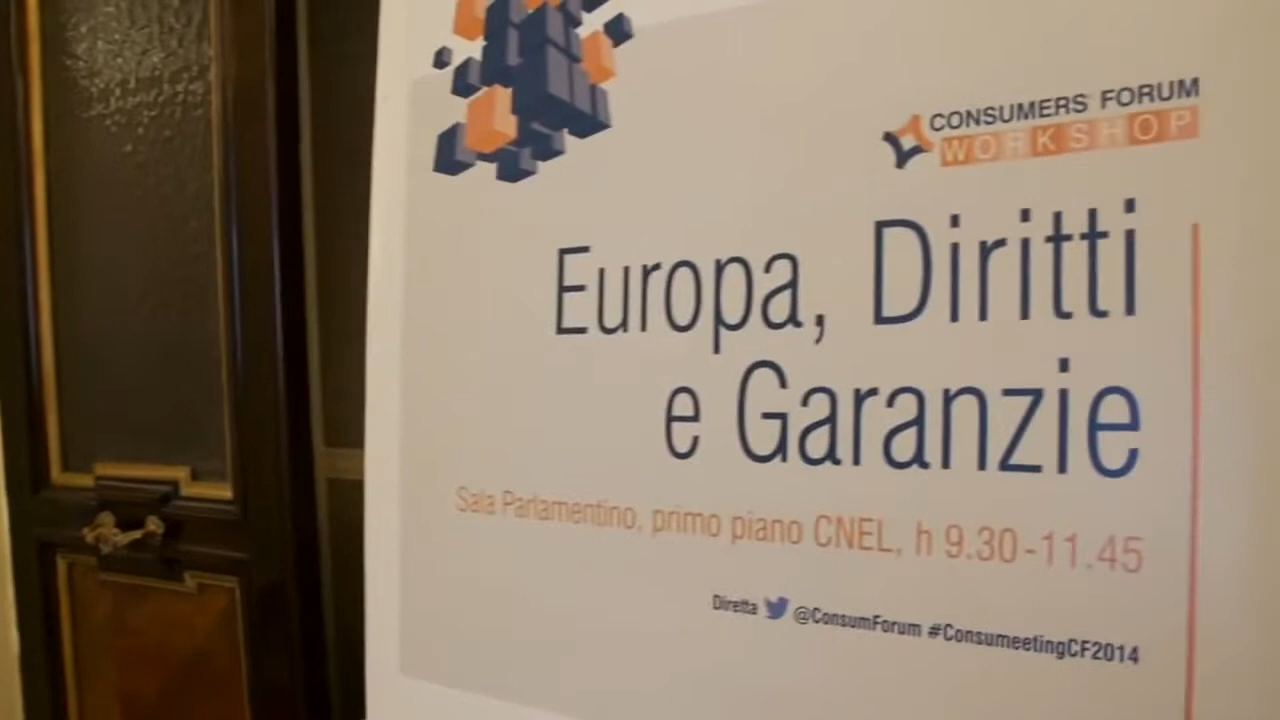 CONSUMERS' FORUM
WORKSHOP
Europa, Diritti
e Garanzie
Sala Parlamentino, primo piano CNEL, h 9.30-11.45
Diretta @ConsumForum #ConsumeetingCF2014